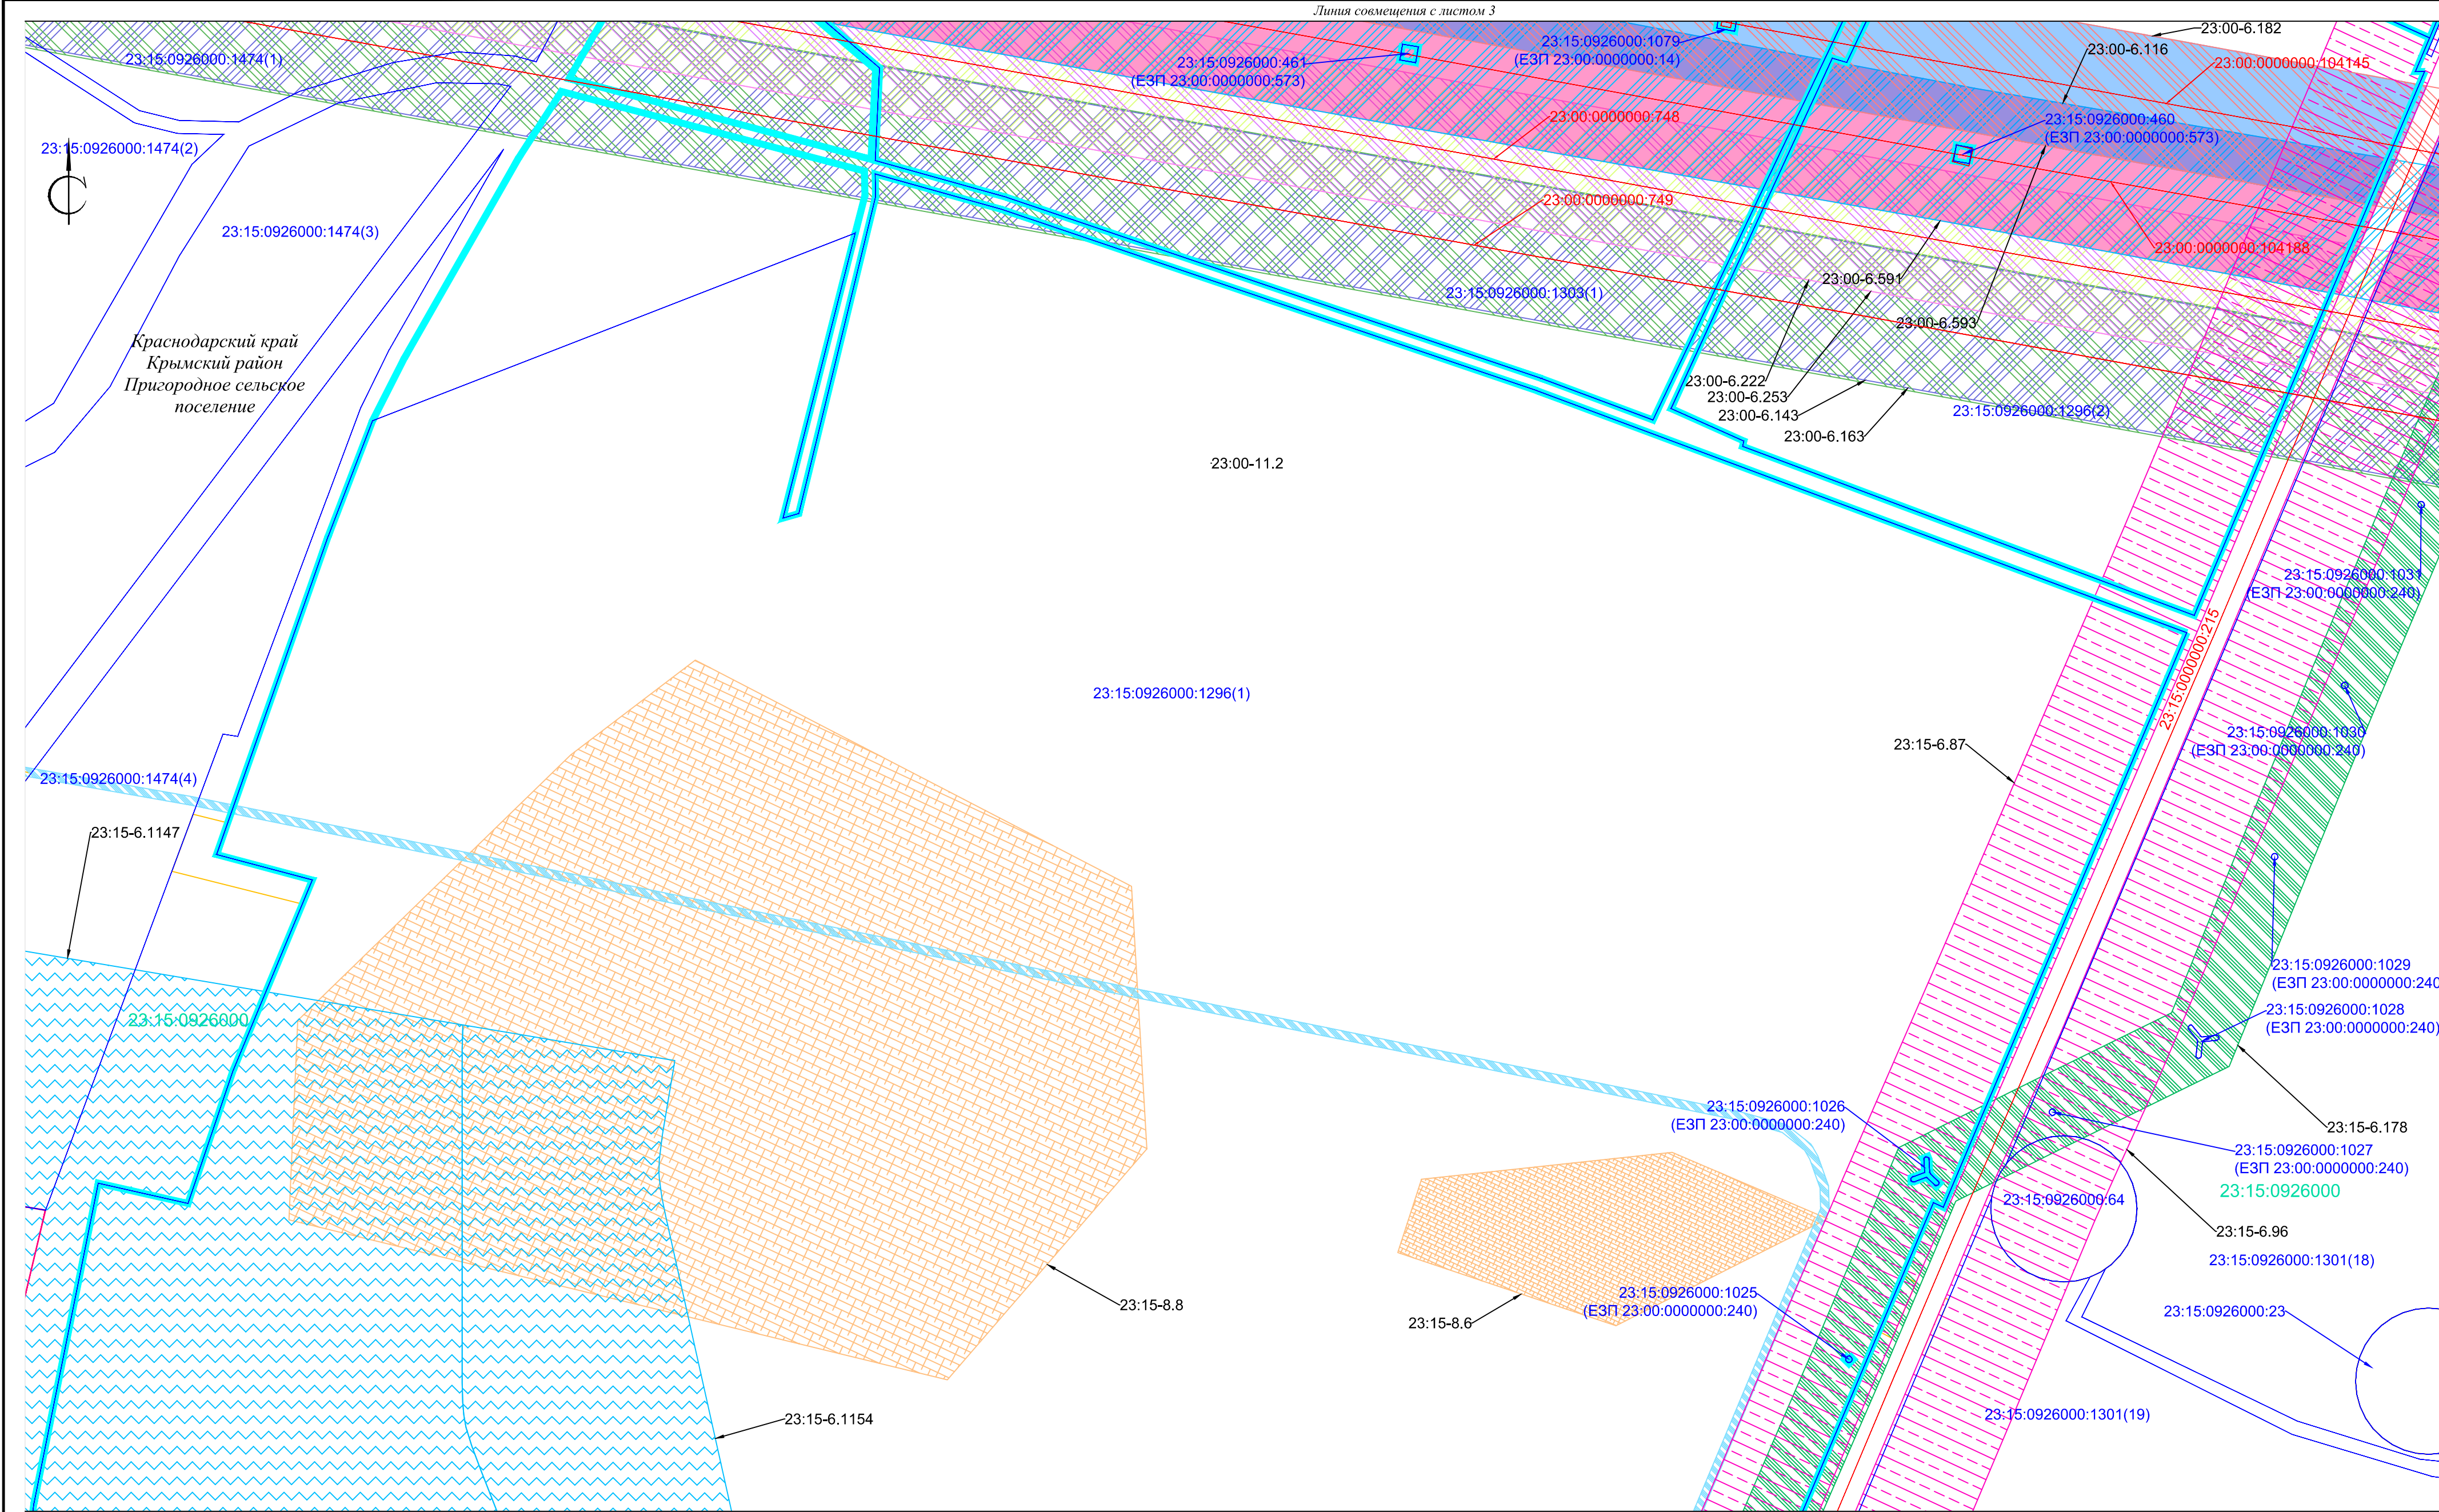 Линия совмещения с листом 3
23:00-6.182
23:15:0926000:1079
(ЕЗП 23:00:0000000:14)
23:00-6.116
23:15:0926000:1474(1)
23:15:0926000:461
(ЕЗП 23:00:0000000:573)
23:00:0000000:104145
23:00:0000000:748
23:15:0926000:460
(ЕЗП 23:00:0000000:573)
23:15:0926000:1474(2)
23:00:0000000:749
23:15:0926000:1474(3)
23:00:0000000:104188
23:00-6.591
23:15:0926000:1303(1)
23:00-6.593
Краснодарский край
Крымский район
Пригородное сельское
поселение
23:00-6.222
23:00-6.253
23:00-6.143
23:15:0926000:1296(2)
23:00-6.163
23:00-11.2
23:15:0926000:1031
(ЕЗП 23:00:0000000:240)
23:15:0000000:215
23:15:0926000:1296(1)
23:15:0926000:1030
(ЕЗП 23:00:0000000:240)
23:15-6.87
23:15:0926000:1474(4)
23:15-6.1147
23:15:0926000:1029
(ЕЗП 23:00:0000000:240
23:15:0926000:1028
(ЕЗП 23:00:0000000:240)
23:15:0926000
23:15:0926000:1026
(ЕЗП 23:00:0000000:240)
23:15-6.178
23:15:0926000:1027
(ЕЗП 23:00:0000000:240)
23:15:0926000
23:15:0926000:64
23:15-6.96
23:15:0926000:1301(18)
23:15:0926000:1025
(ЕЗП 23:00:0000000:240)
23:15-8.8
23:15-8.6
23:15:0926000:23
23:15:0926000:1301(19)
23:15-6.1154